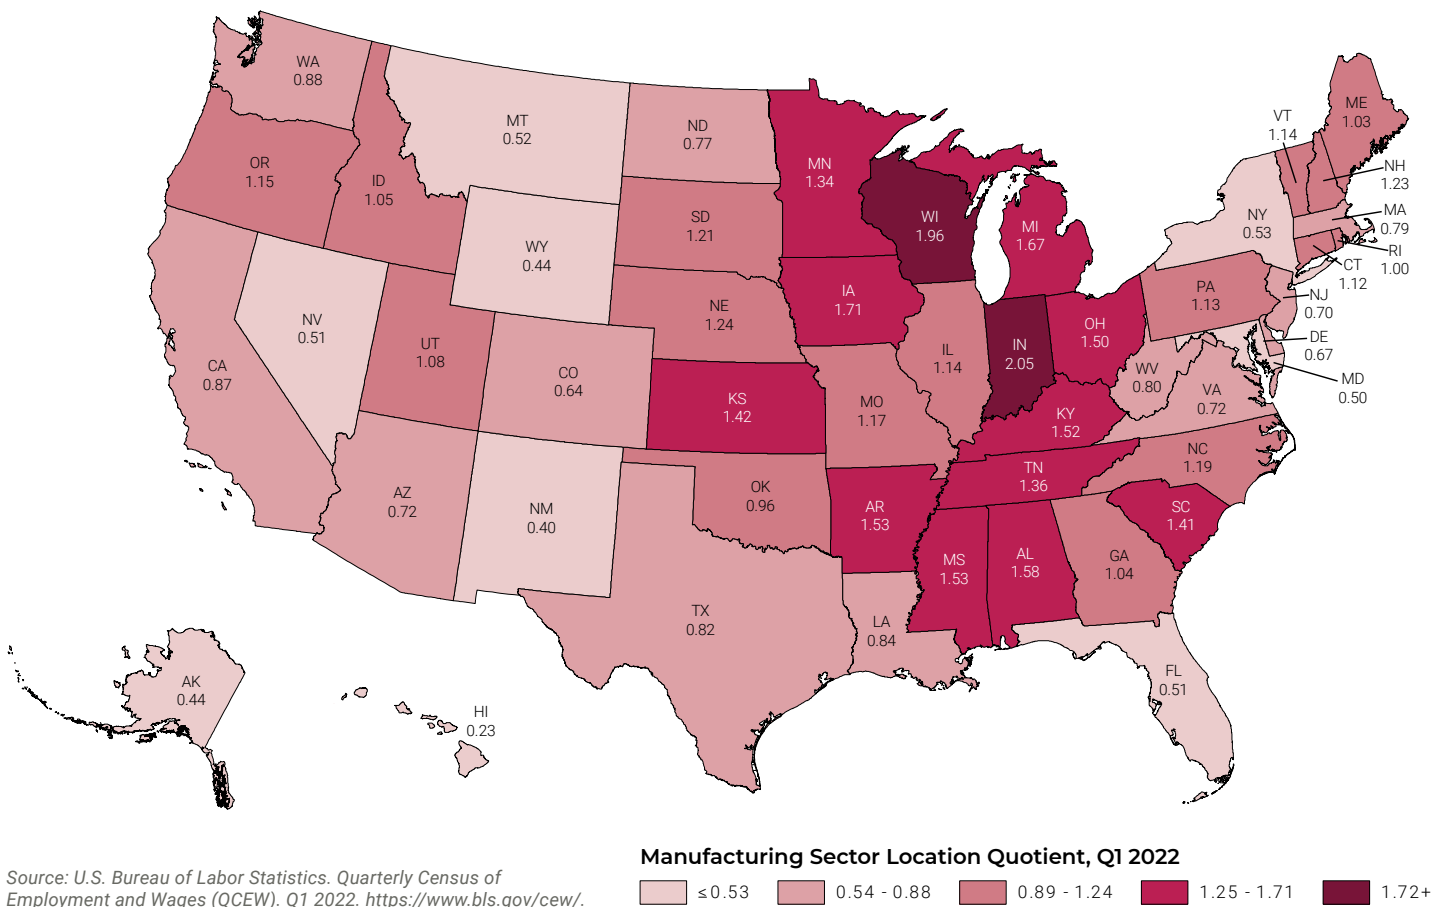 WA
0.88
MT
0.52
ND
0.77
MN
1.34
VT
1.14
ME
1.03
OR
1.15
ID
1.05
NH
1.23
SD
1.21
WI
1.96
MI
1.67
NY
0.53
MA
0.79
WY
0.44
RI
1.00
CT
1.12
IA
1.71
PA
1.13
NJ
0.70
NE
1.24
NV
0.51
UT
1.08
OH
1.50
DE
0.67
IL
1.14
IN
2.05
CA
0.87
CO
0.64
WV
0.80
MD
0.50
KS
1.42
MO
1.17
VA
0.72
KY
1.52
NC
1.19
TN
1.36
AZ
0.72
NM
0.40
OK
0.96
AR
1.53
SC
1.41
MS
1.53
AL
1.58
GA
1.04
TX
0.82
LA
0.84
FL
0.51
AK
0.44
HI
0.23
Manufacturing Sector Location Quotient, Q1 2022
≤0.53
0.54 - 0.88
0.89 - 1.24
1.25 - 1.71
1.72+
Source: U.S. Bureau of Labor Statistics. Quarterly Census of
Employment and Wages (QCEW). Q1 2022. https://www.bls.gov/cew/.